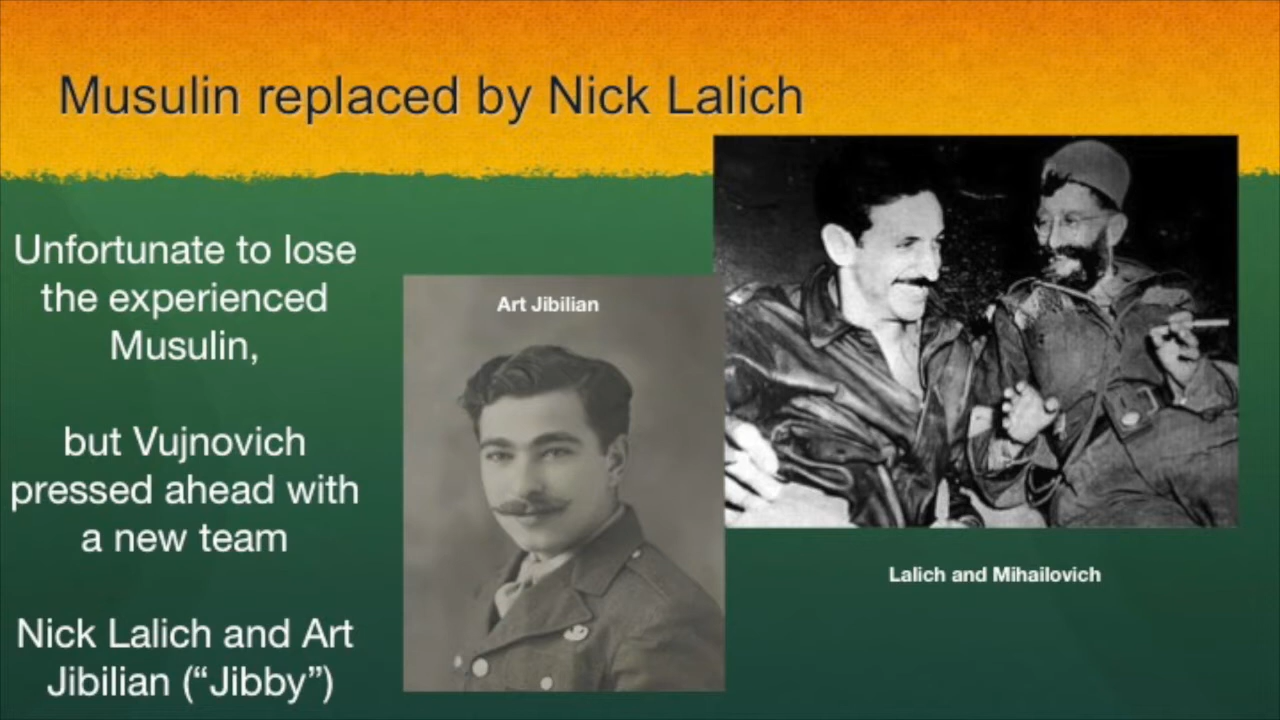 Musulin replaced by Nick Lalich
Unfortunate to lose
the experienced
Musulin,
but Vujnovich
pressed ahead with
a new team
Nick Lalich and Art
Jibilian (“Jibby”)
Art Jibilian
Lalich and Mihailovich